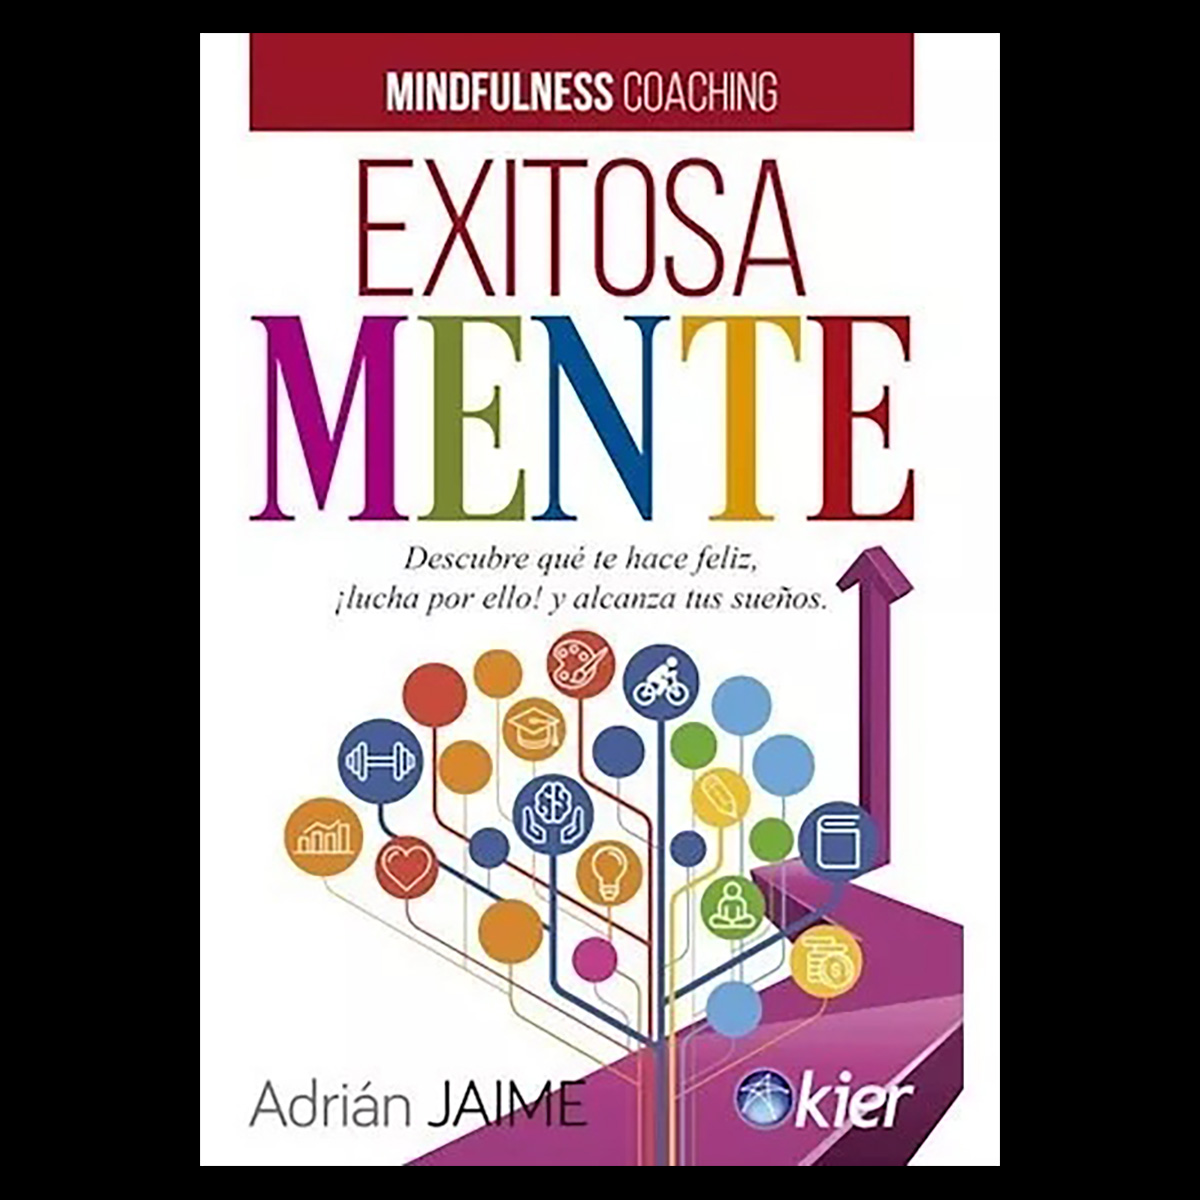 MINDFULNESS COACHING
EXITOSA
MENTE
Descubre qué te hace feliz,
¡lucha por ello! y alcanza tus sueños.
Adrián JAIME
kier